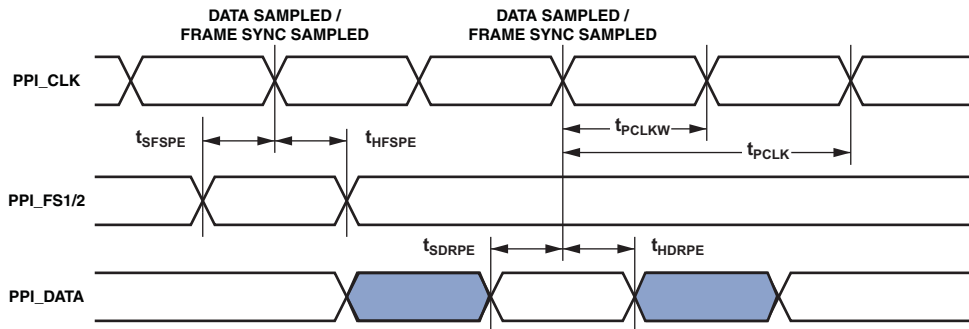 DATA SAMPLED /
FRAME SYNC SAMPLED
DATA SAMPLED /
FRAME SYNC SAMPLED
PPI_CLK
tSFSPE
tHFSPE
tPCLKW
tPCLK
PPI_FS1/2
tSDRPE
tHDRPE
PPI_DATA